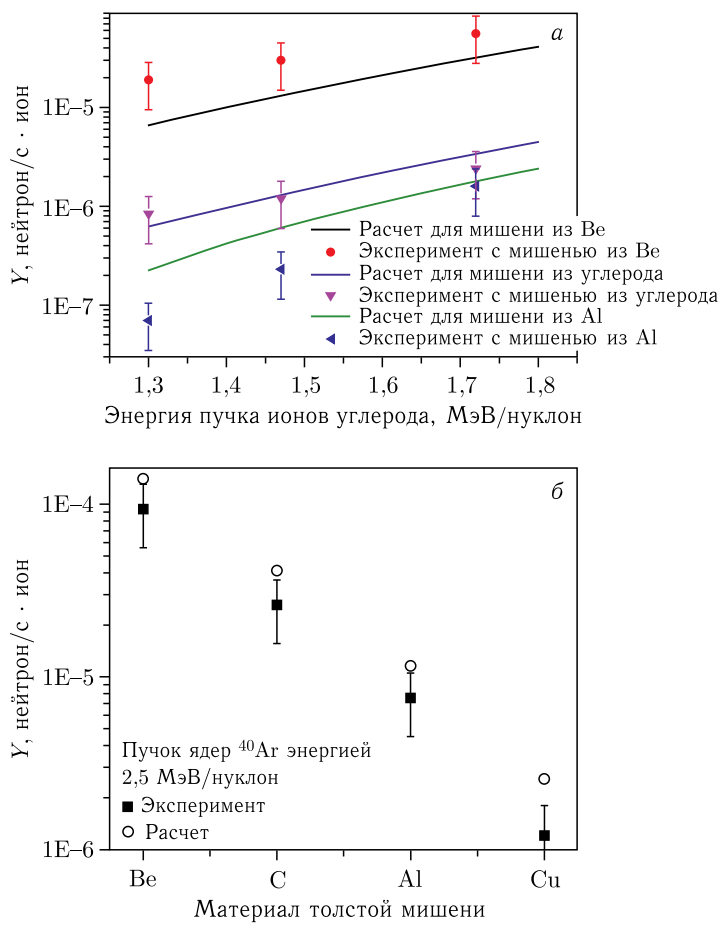 а
1E–5
1E–6
1E–7
Y, нейтрон/с · ион
Расчет для мишени из Be
Эксперимент с мишенью из Be
Расчет для мишени из углерода
Эксперимент с мишенью из углерода
Расчет для мишени из Al
Эксперимент с мишенью из Al
1,3 1,4 1,5 1,6 1,7 1,8
Энергия пучка ионов углерода, МэВ/нуклон
б
1E–4
1E–5
1E–6
Y, нейтрон/с · ион
Пучок ядер ⁴⁰Ar энергией
2,5 МэВ/нуклон
Эксперимент
Расчет
Be C Al Cu
Материал толстой мишени